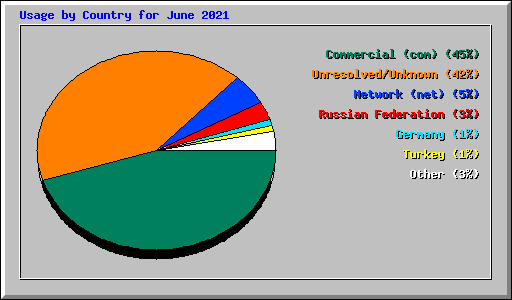 Usage by Country for June 2021
Commercial (com) (45%)
Unresolved/Unknown (42%)
Network (net) (5%)
Russian Federation (3%)
Germany (1%)
Turkey (1%)
Other (3%)